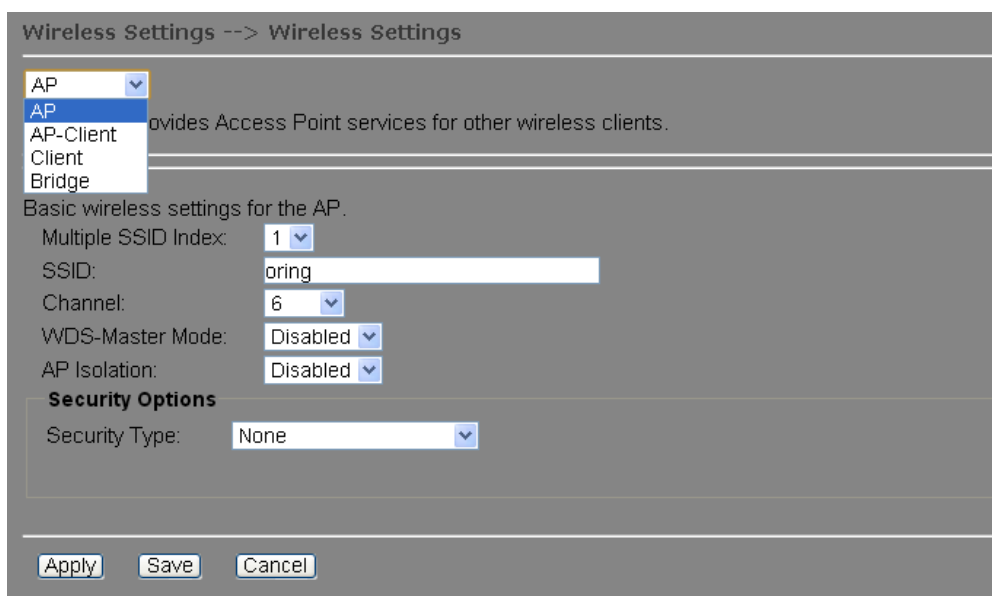 Wireless Settings --> Wireless Settings
AP
AP
AP-Client
Client
Bridge
ovides Access Point services for other wireless clients.
Basic wireless settings for the AP.
Multiple SSID Index: 1
SSID: oring
Channel: 6
WDS-Master Mode: Disabled
AP Isolation: Disabled
Security Options
Security Type: None
Apply Save Cancel